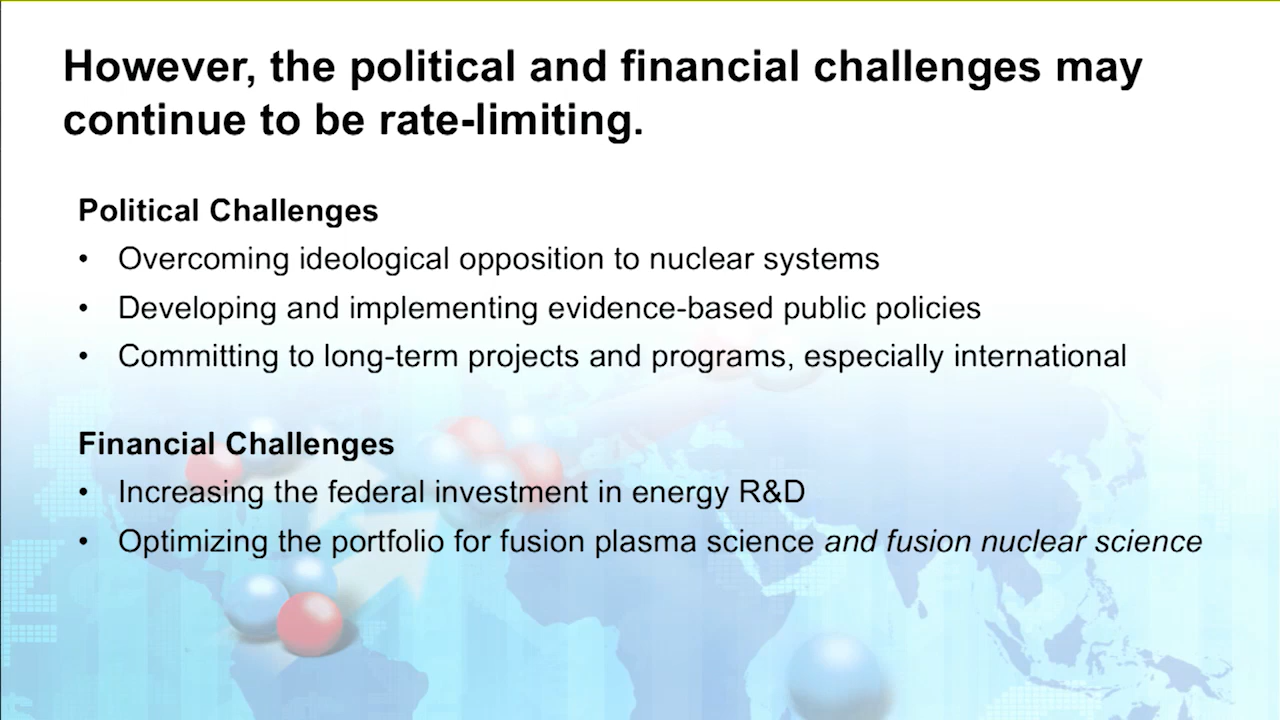 However, the political and financial challenges may
continue to be rate-limiting.
Political Challenges
• Overcoming ideological opposition to nuclear systems
• Developing and implementing evidence-based public policies
• Committing to long-term projects and programs, especially international
Financial Challenges
• Increasing the federal investment in energy R&D
• Optimizing the portfolio for fusion plasma science and fusion nuclear science